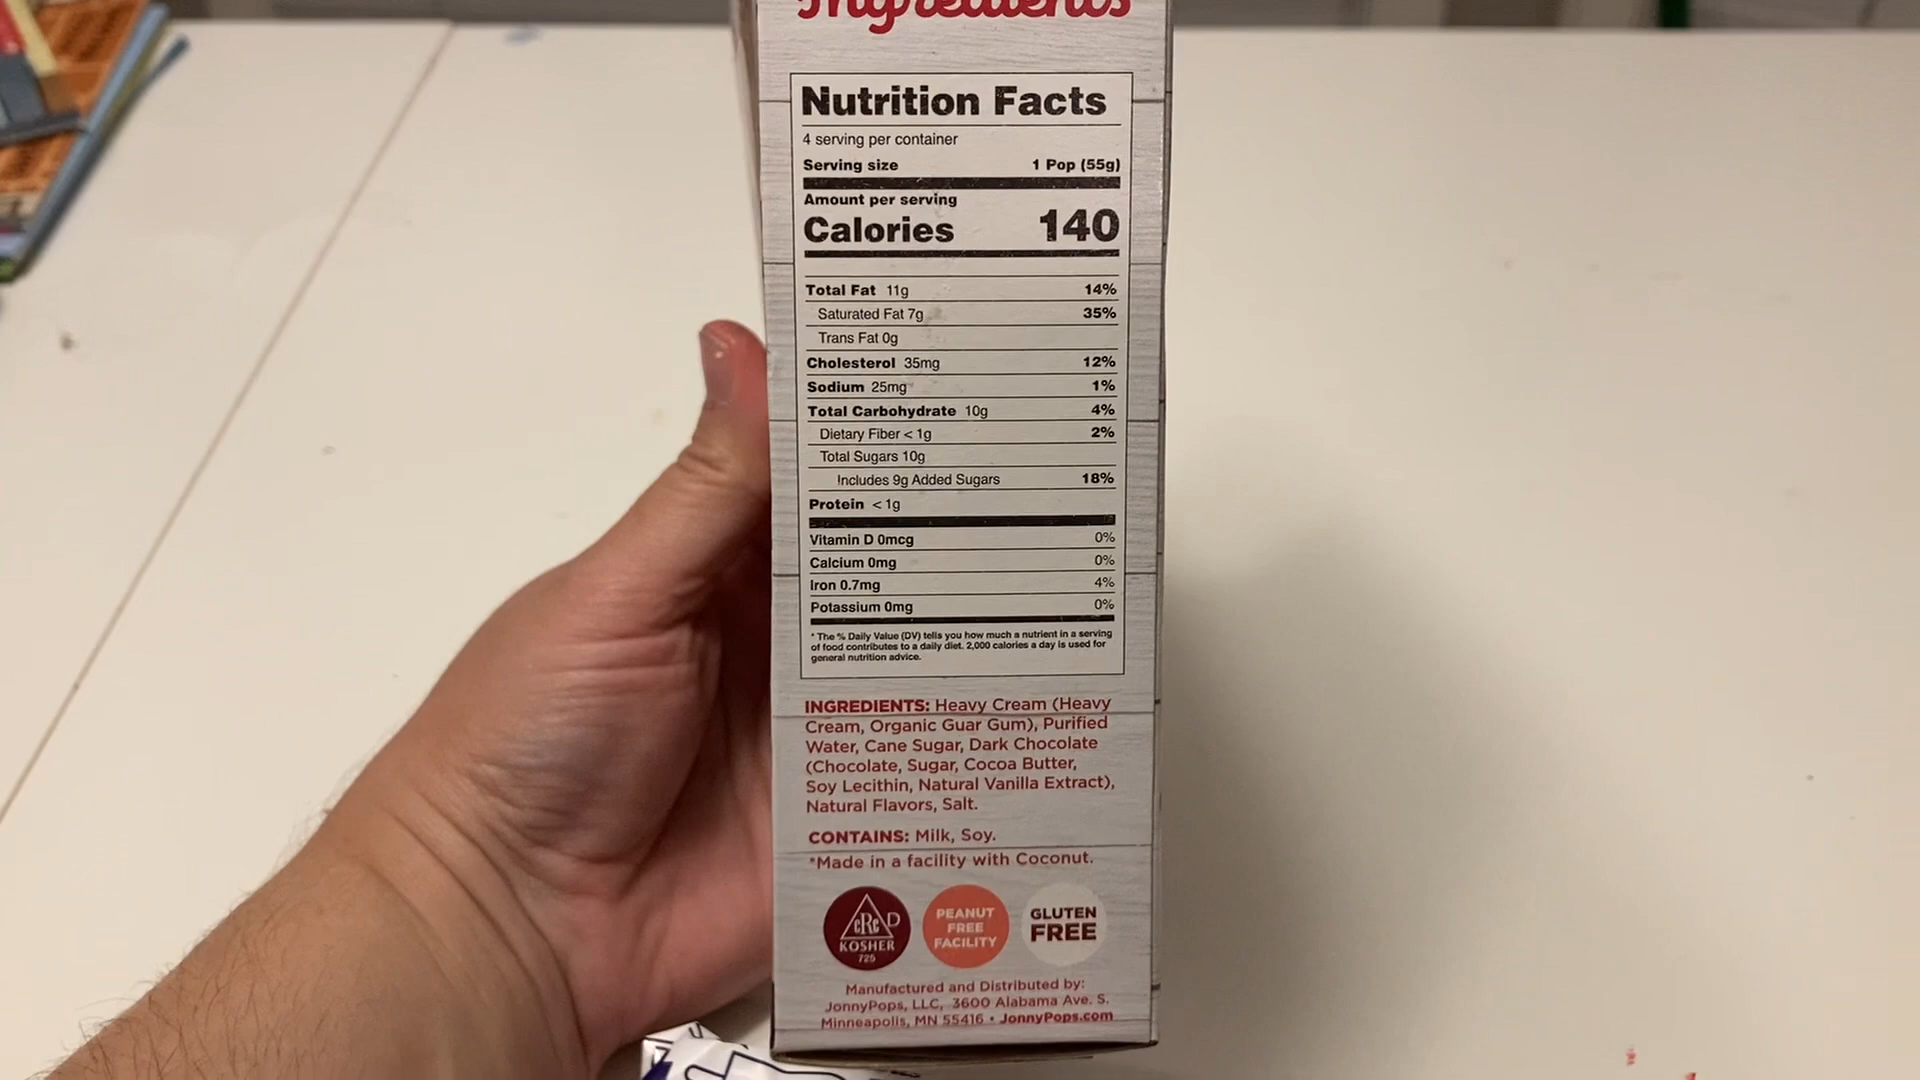 Ingredients
Nutrition Facts
4 serving per container
Serving size 1 Pop (55g)
Amount per serving
Calories 140
Total Fat 11g 14%
Saturated Fat 7g 35%
Trans Fat 0g
Cholesterol 35mg 12%
Sodium 25mg 1%
Total Carbohydrate 10g 4%
Dietary Fiber < 1g 2%
Total Sugars 10g
Includes 9g Added Sugars 18%
Protein < 1g
Vitamin D 0mcg 0%
Calcium 0mg 0%
Iron 0.7mg 4%
Potassium 0mg 0%
* The % Daily Value (DV) tells you how much a nutrient in a serving
of food contributes to a daily diet. 2,000 calories a day is used for
general nutrition advice.
INGREDIENTS: Heavy Cream (Heavy
Cream, Organic Guar Gum), Purified
Water, Cane Sugar, Dark Chocolate
(Chocolate, Sugar, Cocoa Butter,
Soy Lecithin, Natural Vanilla Extract),
Natural Flavors, Salt.
CONTAINS: Milk, Soy.
*Made in a facility with Coconut.
cRc D
KOSHER
725
PEANUT
FREE
FACILITY
GLUTEN
FREE
Manufactured and Distributed by:
JonnyPops, LLC, 3600 Alabama Ave. S.
Minneapolis, MN 55416 • JonnyPops.com